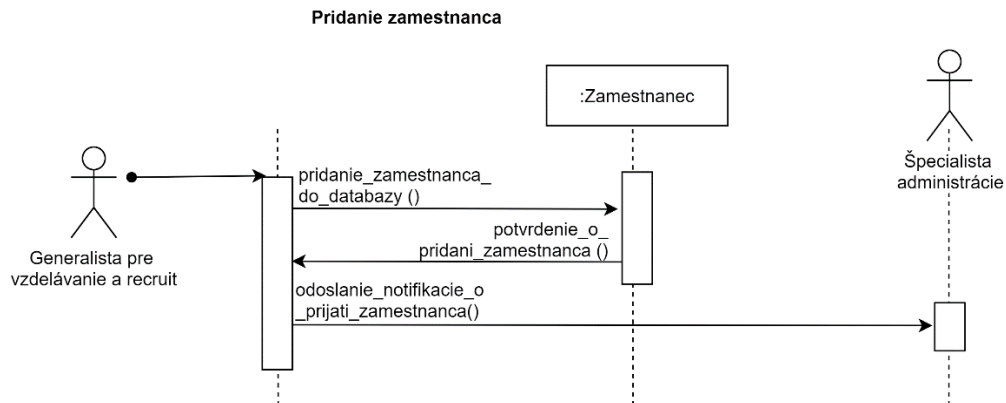 Pridanie zamestnanca
:Zamestnanec
Špecialista
administrácie
pridanie_zamestnanca_
do_databazy ()
potvrdenie_o_
pridani_zamestnanca ()
Generalista pre
vzdelávanie a recruit
odoslanie_notifikacie_o
_prijati_zamestnanca()